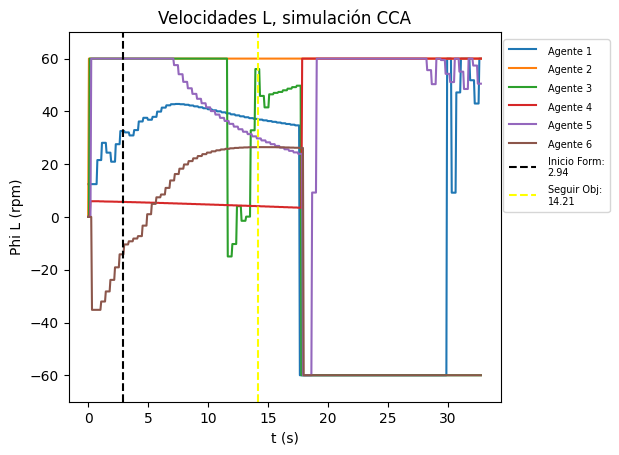 Velocidades L, simulación CCA
Phi L (rpm)
60
40
20
0
−20
−40
−60
0
5
10
15
20
25
30
t (s)
Agente 1
Agente 2
Agente 3
Agente 4
Agente 5
Agente 6
Inicio Form:
2.94
Seguir Obj:
14.21